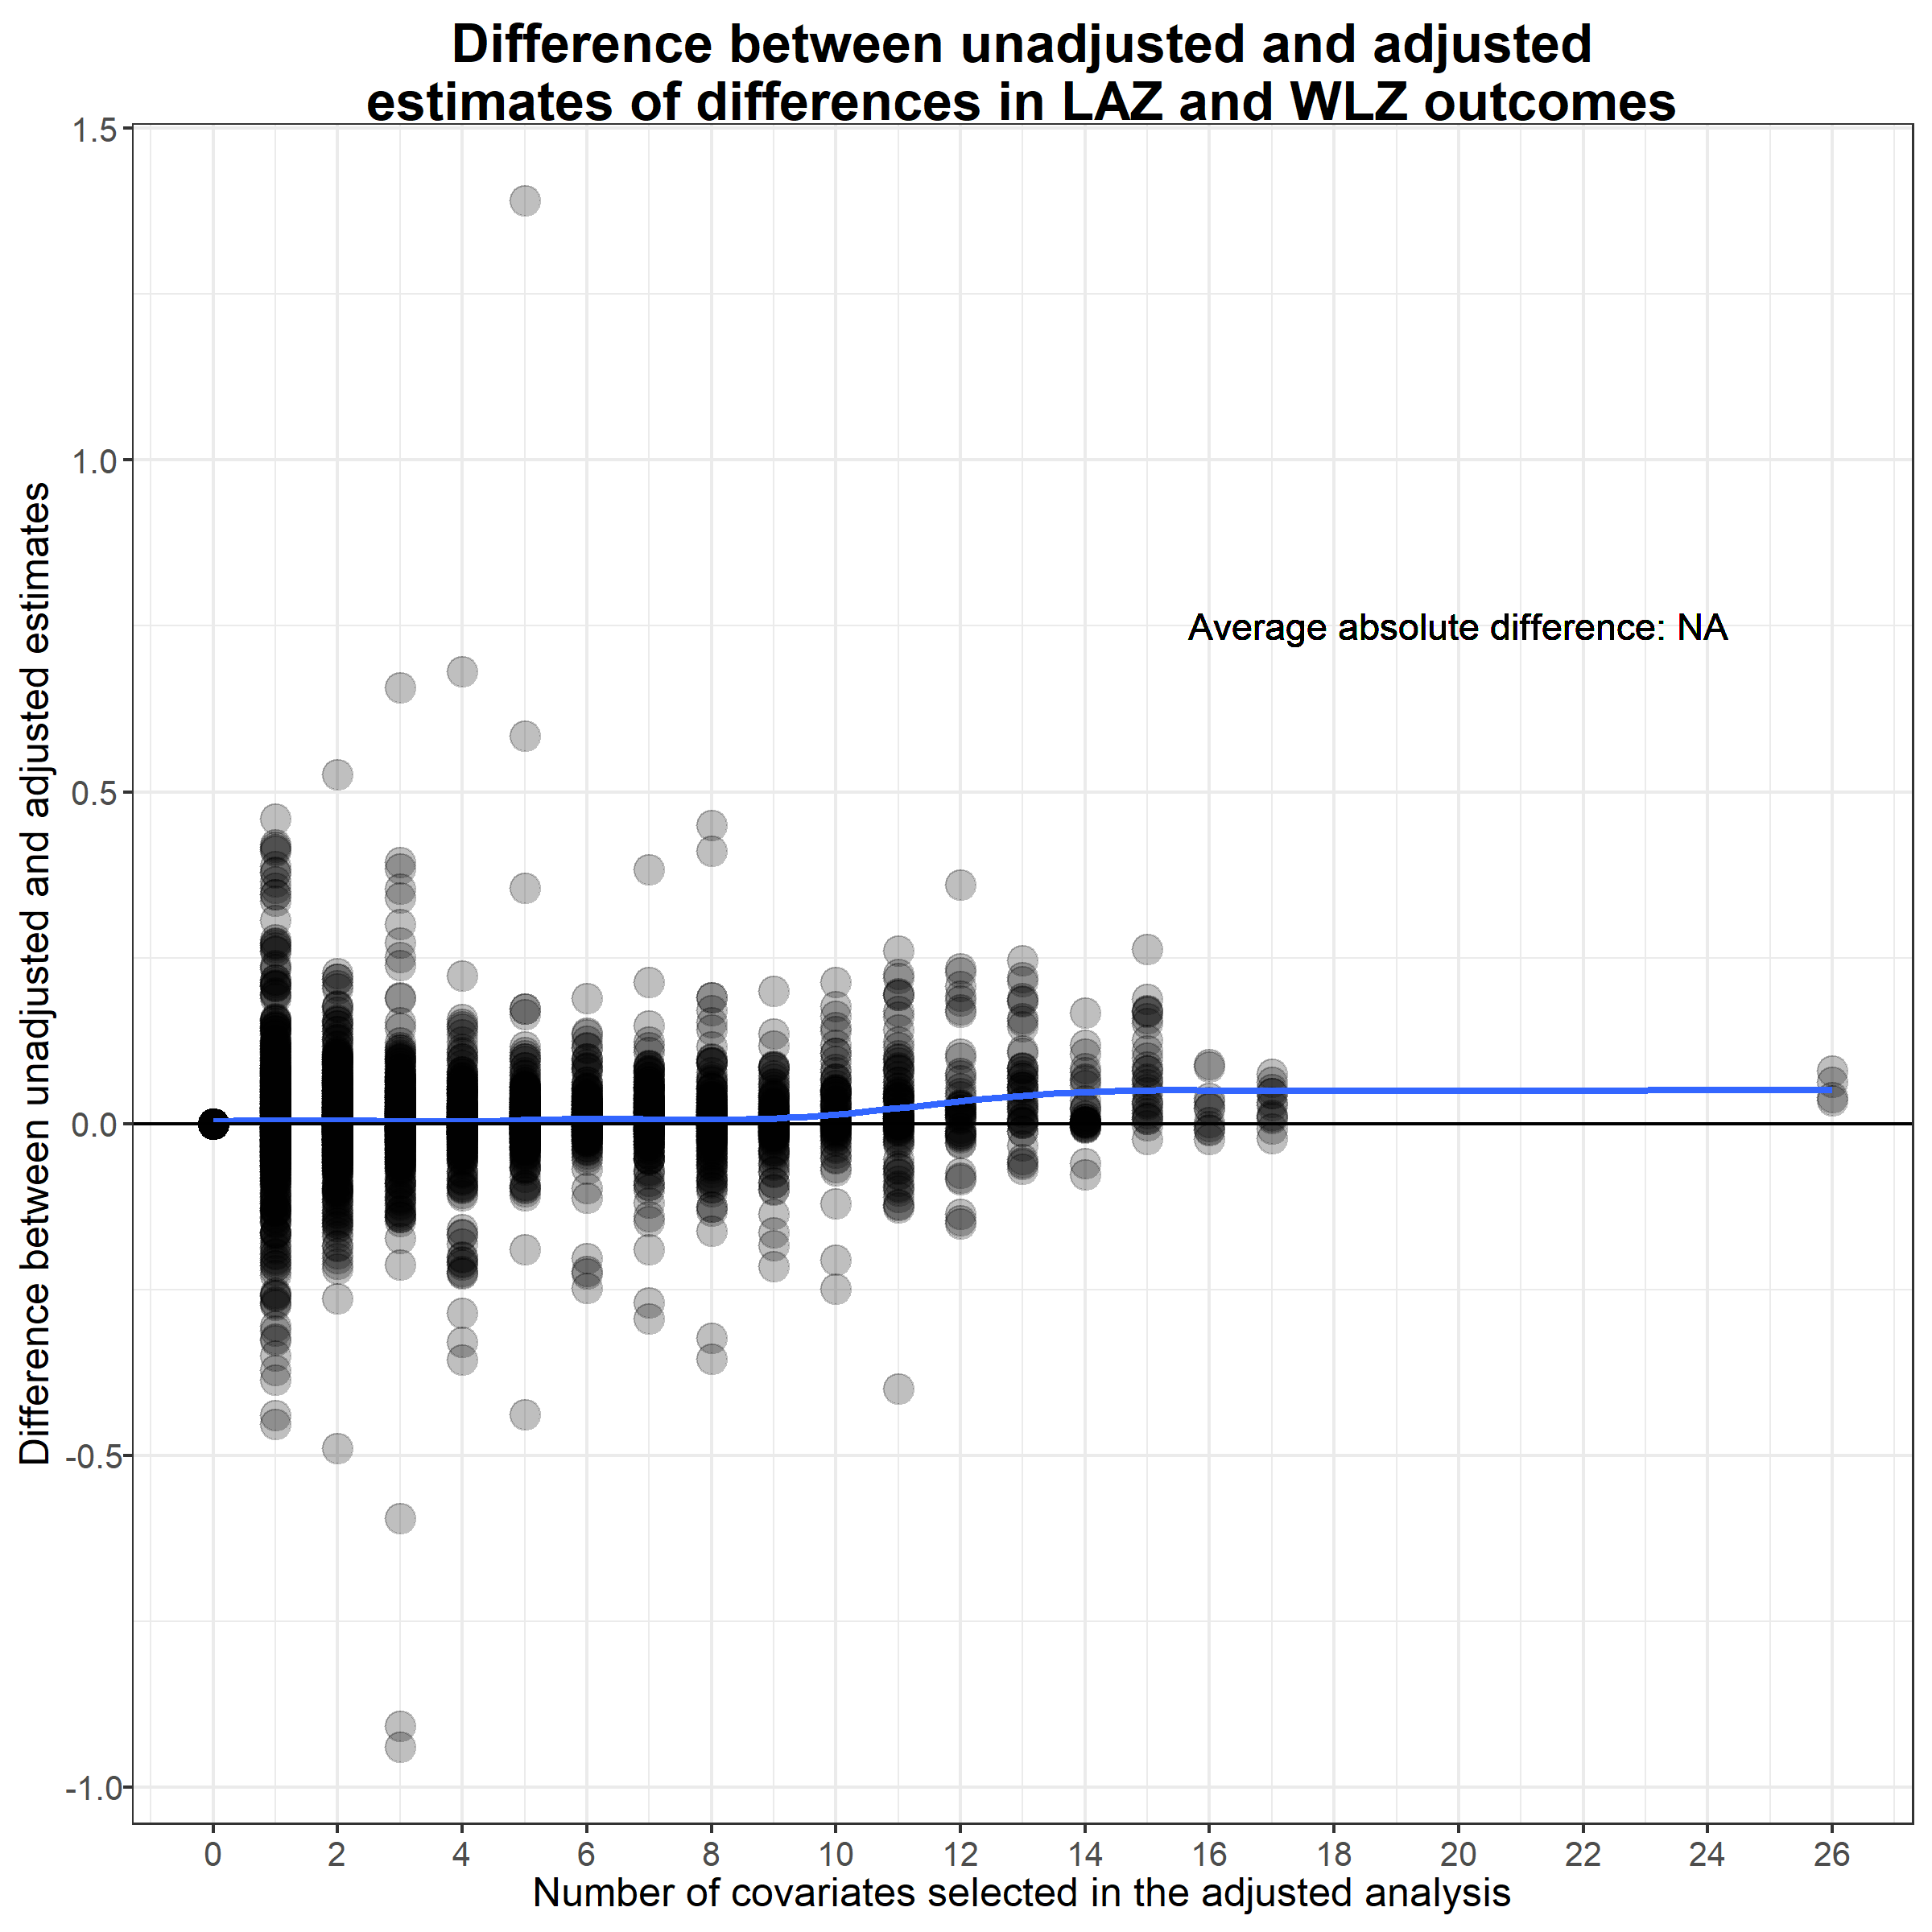 Difference between unadjusted and adjusted
estimates of differences in LAZ and WLZ outcomes
Difference between unadjusted and adjusted estimates
1.5
1.0
0.5
0.0
-0.5
-1.0
Average absolute difference: NA
0 2 4 6 8 10 12 14 16 18 20 22 24 26
Number of covariates selected in the adjusted analysis